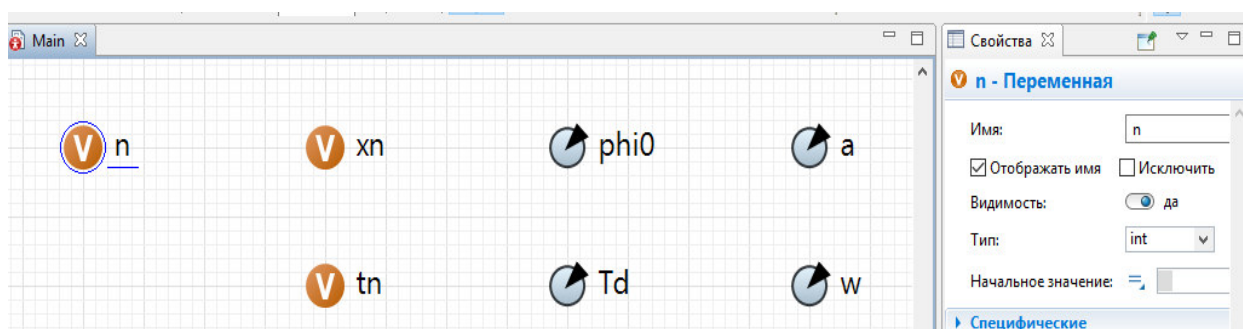 Main
n
xn
phi0
a
tn
Td
w
Свойства
n - Переменная
Имя: n
Отображать имя Исключить
Видимость: да
Тип: int
Начальное значение:
Специфические